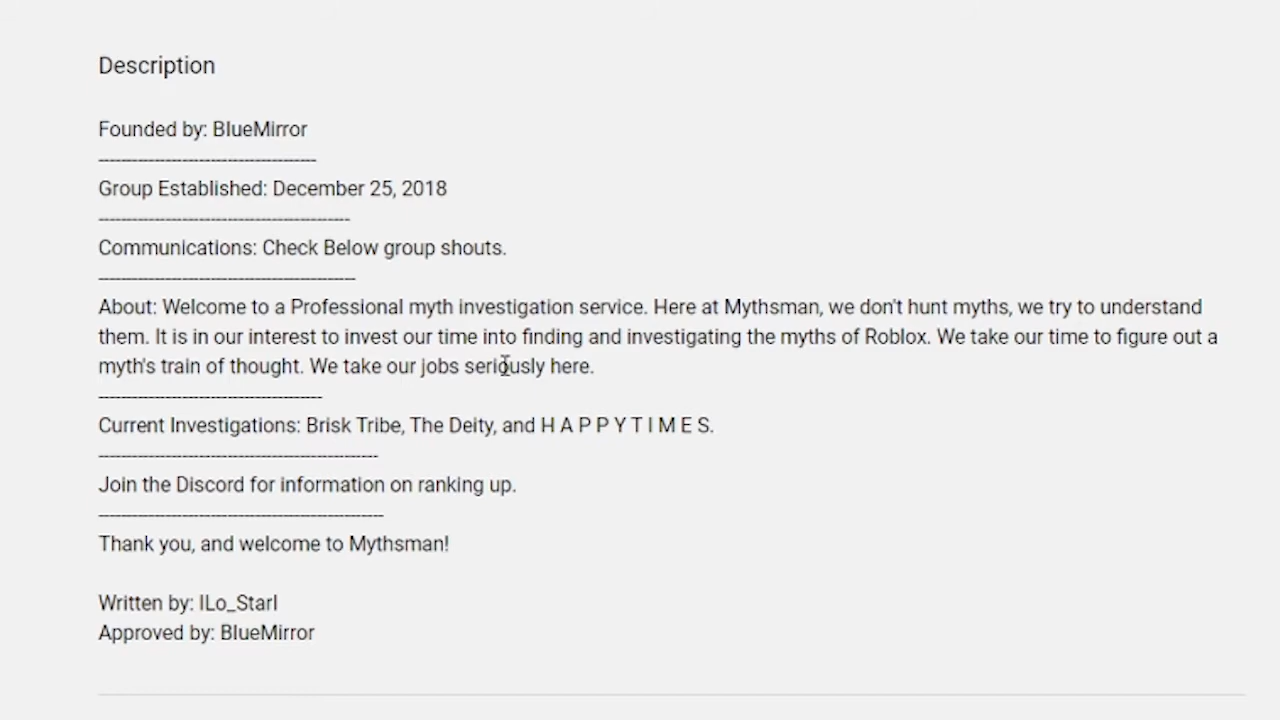 Description
Founded by: BlueMirror
---------------------------------------
Group Established: December 25, 2018
---------------------------------------------
Communications: Check Below group shouts.
----------------------------------------------
About: Welcome to a Professional myth investigation service. Here at Mythsman, we don't hunt myths, we try to understand
them. It is in our interest to invest our time into finding and investigating the myths of Roblox. We take our time to figure out a
myth's train of thought. We take our jobs seriously here.
----------------------------------------
Current Investigations: Brisk Tribe, The Deity, and H A P P Y T I M E S.
--------------------------------------------------
Join the Discord for information on ranking up.
---------------------------------------------------
Thank you, and welcome to Mythsman!
Written by: lLo_Starl
Approved by: BlueMirror